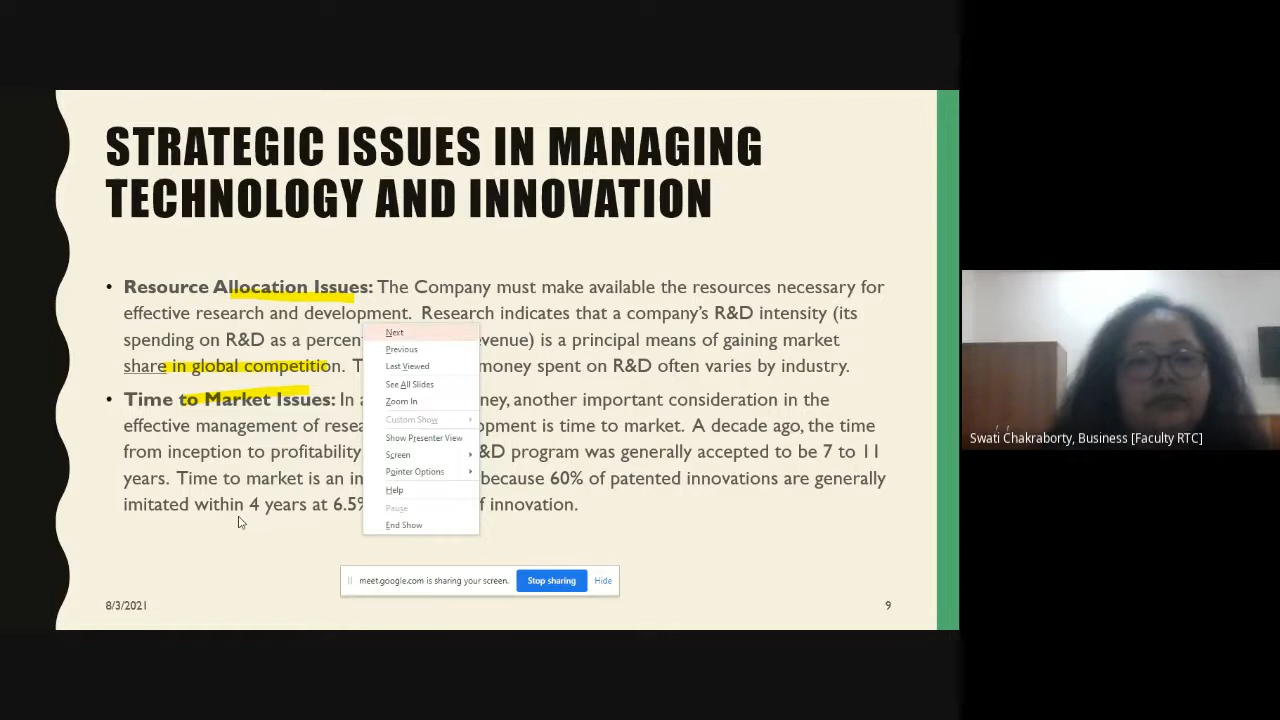 STRATEGIC ISSUES IN MANAGING
TECHNOLOGY AND INNOVATION
• Resource Allocation Issues: The Company must make available the resources necessary for
effective research and development. Research indicates that a company's R&D intensity (its
spending on R&D as a percen evenue) is a principal means of gaining market
share in global competition. T money spent on R&D often varies by industry.
• Time to Market Issues: In a ney, another important consideration in the
effective management of resea opment is time to market. A decade ago, the time
from inception to profitability &D program was generally accepted to be 7 to 11
years. Time to market is an in because 60% of patented innovations are generally
imitated within 4 years at 6.5% f innovation.
Next
Previous
Last Viewed
See All Slides
Zoom In
Custom Show
Show Presenter View
Screen
Pointer Options
Help
Pause
End Show
meet.google.com is sharing your screen. Stop sharing Hide
8/3/2021 9
Swati Chakraborty, Business [Faculty RTC]